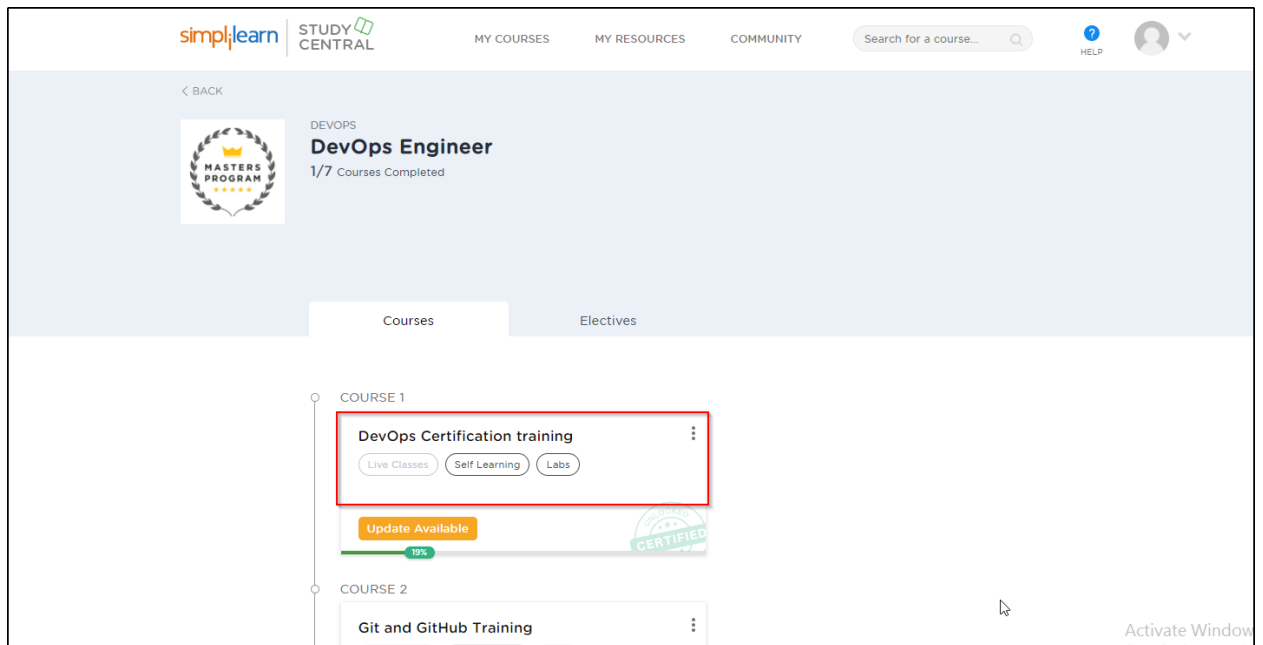 simplilearn
STUDY
CENTRAL
MY COURSES
MY RESOURCES
COMMUNITY
Search for a course...
?
HELP
< BACK
MASTERS
PROGRAM
DEVOPS
DevOps Engineer
1/7 Courses Completed
Courses
Electives
COURSE 1
DevOps Certification training
Live Classes
Self Learning
Labs
Update Available
UNLOCKED
CERTIFIED
19%
COURSE 2
Git and GitHub Training
Activate Window